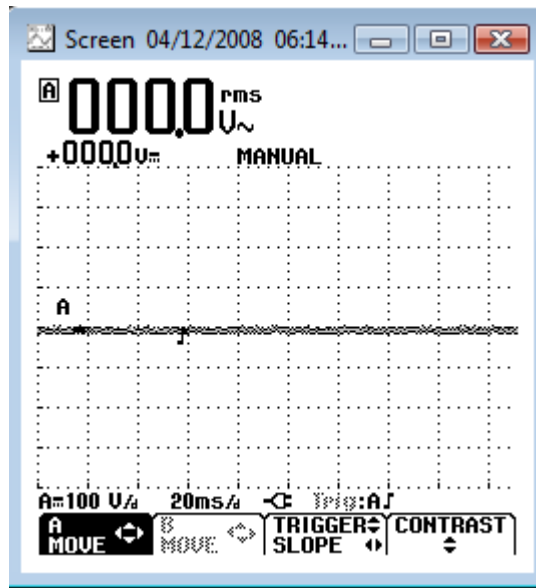 Screen 04/12/2008 06:14...
A 000.0 rms V~
+000.0 V= MANUAL
A
A=100 V/d 20ms/d Trig:A
A MOVE B MOVE TRIGGER SLOPE CONTRAST